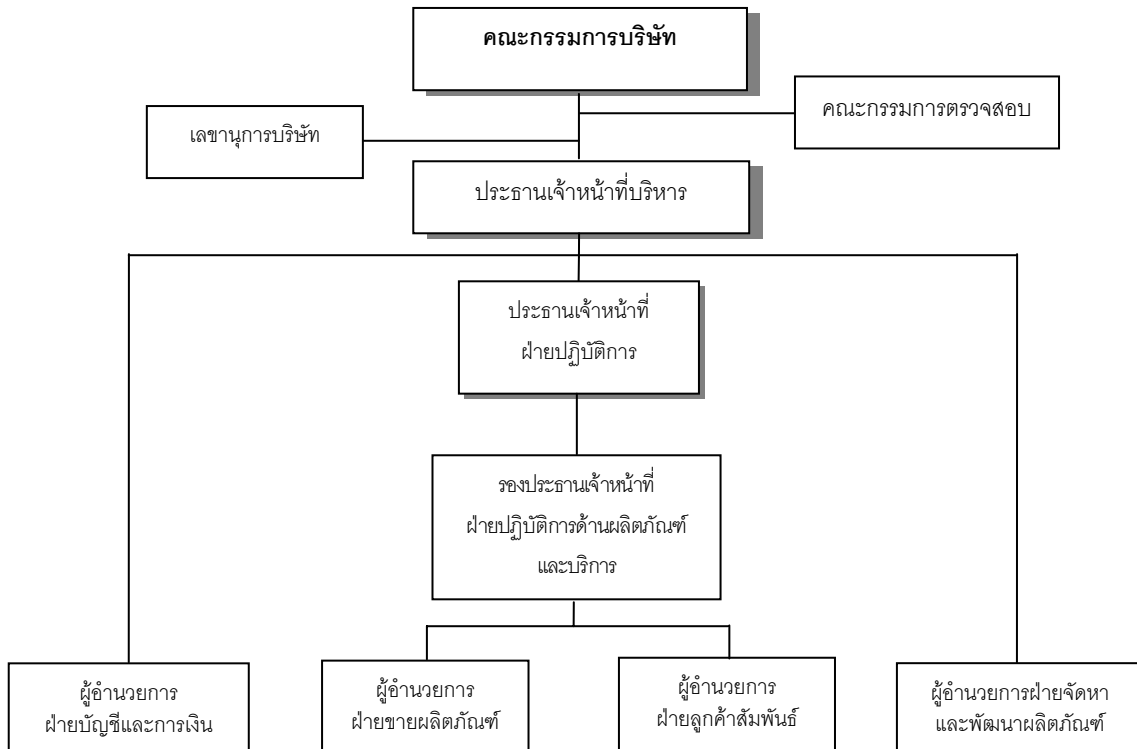 คณะกรรมการบริษัท
คณะกรรมการตรวจสอบ
เลขานุการบริษัท
ประธานเจ้าหน้าที่บริหาร
ประธานเจ้าหน้าที่
ฝ่ายปฏิบัติการ
รองประธานเจ้าหน้าที่
ฝ่ายปฏิบัติการด้านผลิตภัณฑ์
และบริการ
ผู้อำนวยการ
ฝ่ายบัญชีและการเงิน
ผู้อำนวยการ
ฝ่ายขายผลิตภัณฑ์
ผู้อำนวยการ
ฝ่ายลูกค้าสัมพันธ์
ผู้อำนวยการฝ่ายจัดหา
และพัฒนาผลิตภัณฑ์